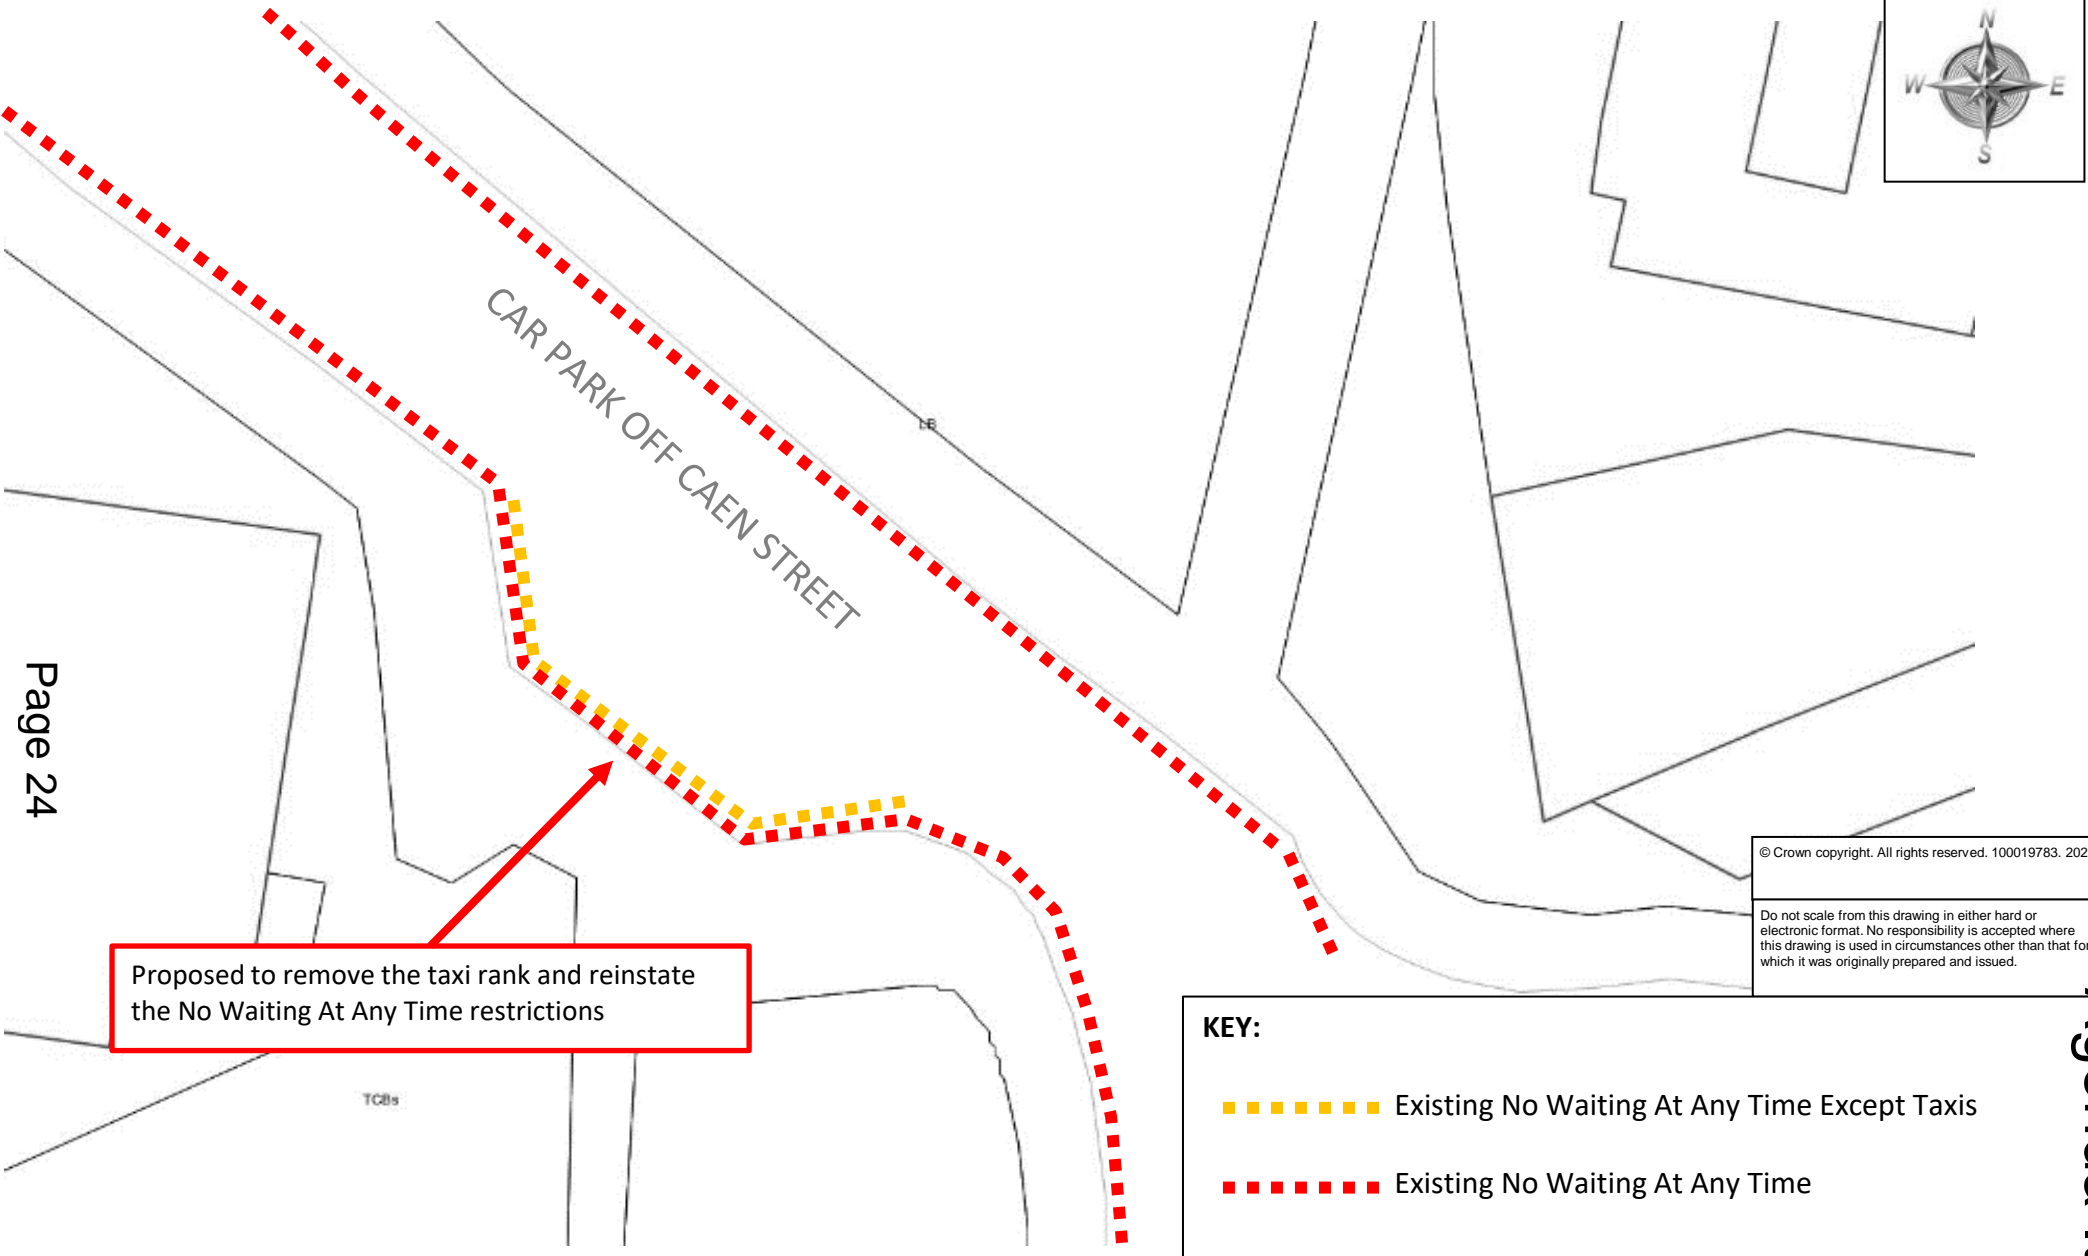 N
W E
S
CAR PARK OFF CAEN STREET
LB
Page 24
© Crown copyright. All rights reserved. 100019783. 202
Do not scale from this drawing in either hard or
electronic format. No responsibility is accepted where
this drawing is used in circumstances other than that for
which it was originally prepared and issued.
Proposed to remove the taxi rank and reinstate
the No Waiting At Any Time restrictions
TCBs
KEY:
Existing No Waiting At Any Time Except Taxis
Existing No Waiting At Any Time